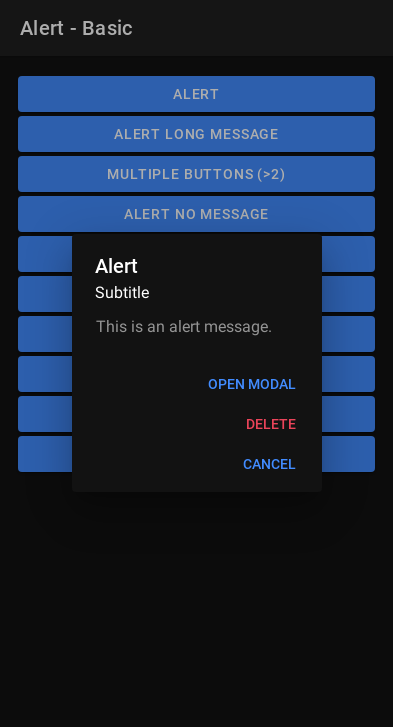 Alert - Basic
ALERT
ALERT LONG MESSAGE
MULTIPLE BUTTONS (>2)
ALERT NO MESSAGE
Alert
Subtitle
This is an alert message.
OPEN MODAL
DELETE
CANCEL